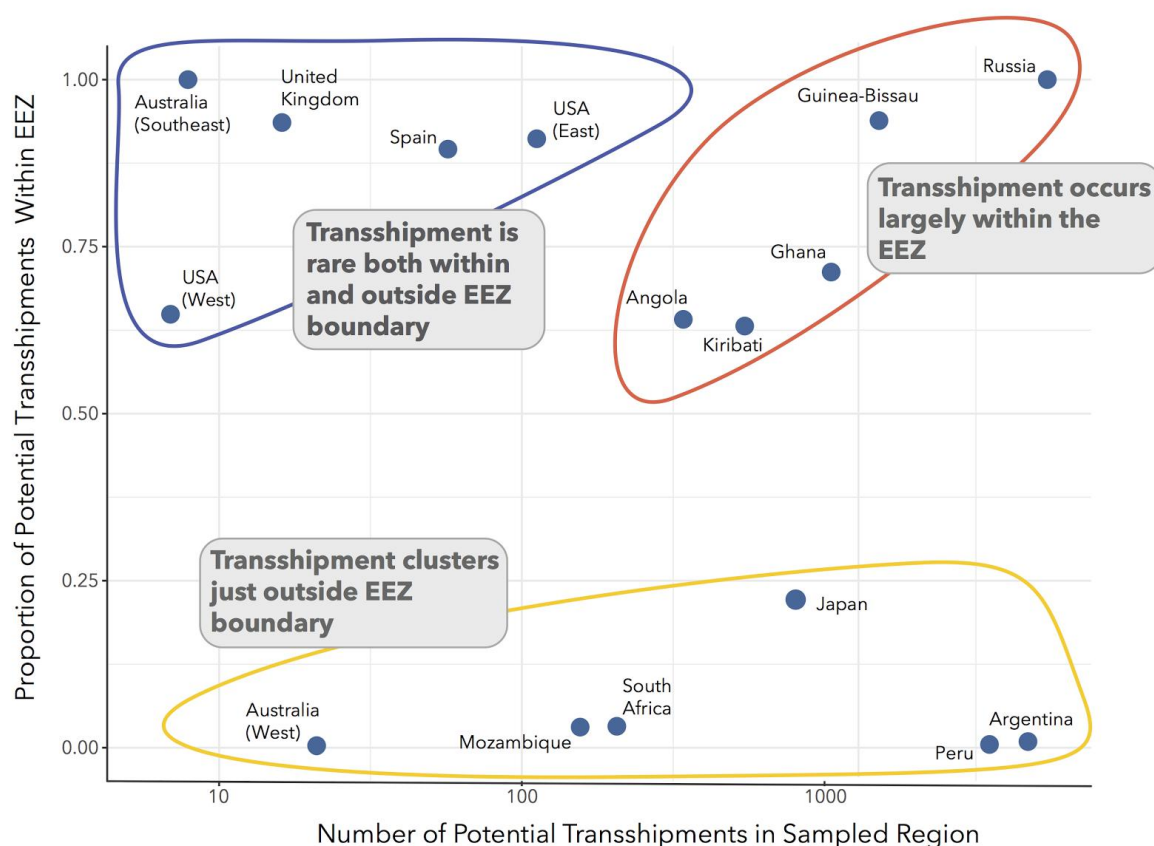 Proportion of Potential Transshipments Within EEZ
1.00
0.75
0.50
0.25
0.00
Australia
(Southeast)
United
Kingdom
Spain
USA
(East)
USA
(West)
Transshipment is
rare both within
and outside EEZ
boundary
Russia
Guinea-Bissau
Transshipment occurs
largely within the
EEZ
Ghana
Angola
Kiribati
Transshipment clusters
just outside EEZ
boundary
Japan
Australia
(West)
Mozambique
South
Africa
Argentina
Peru
10
100
1000
Number of Potential Transshipments in Sampled Region